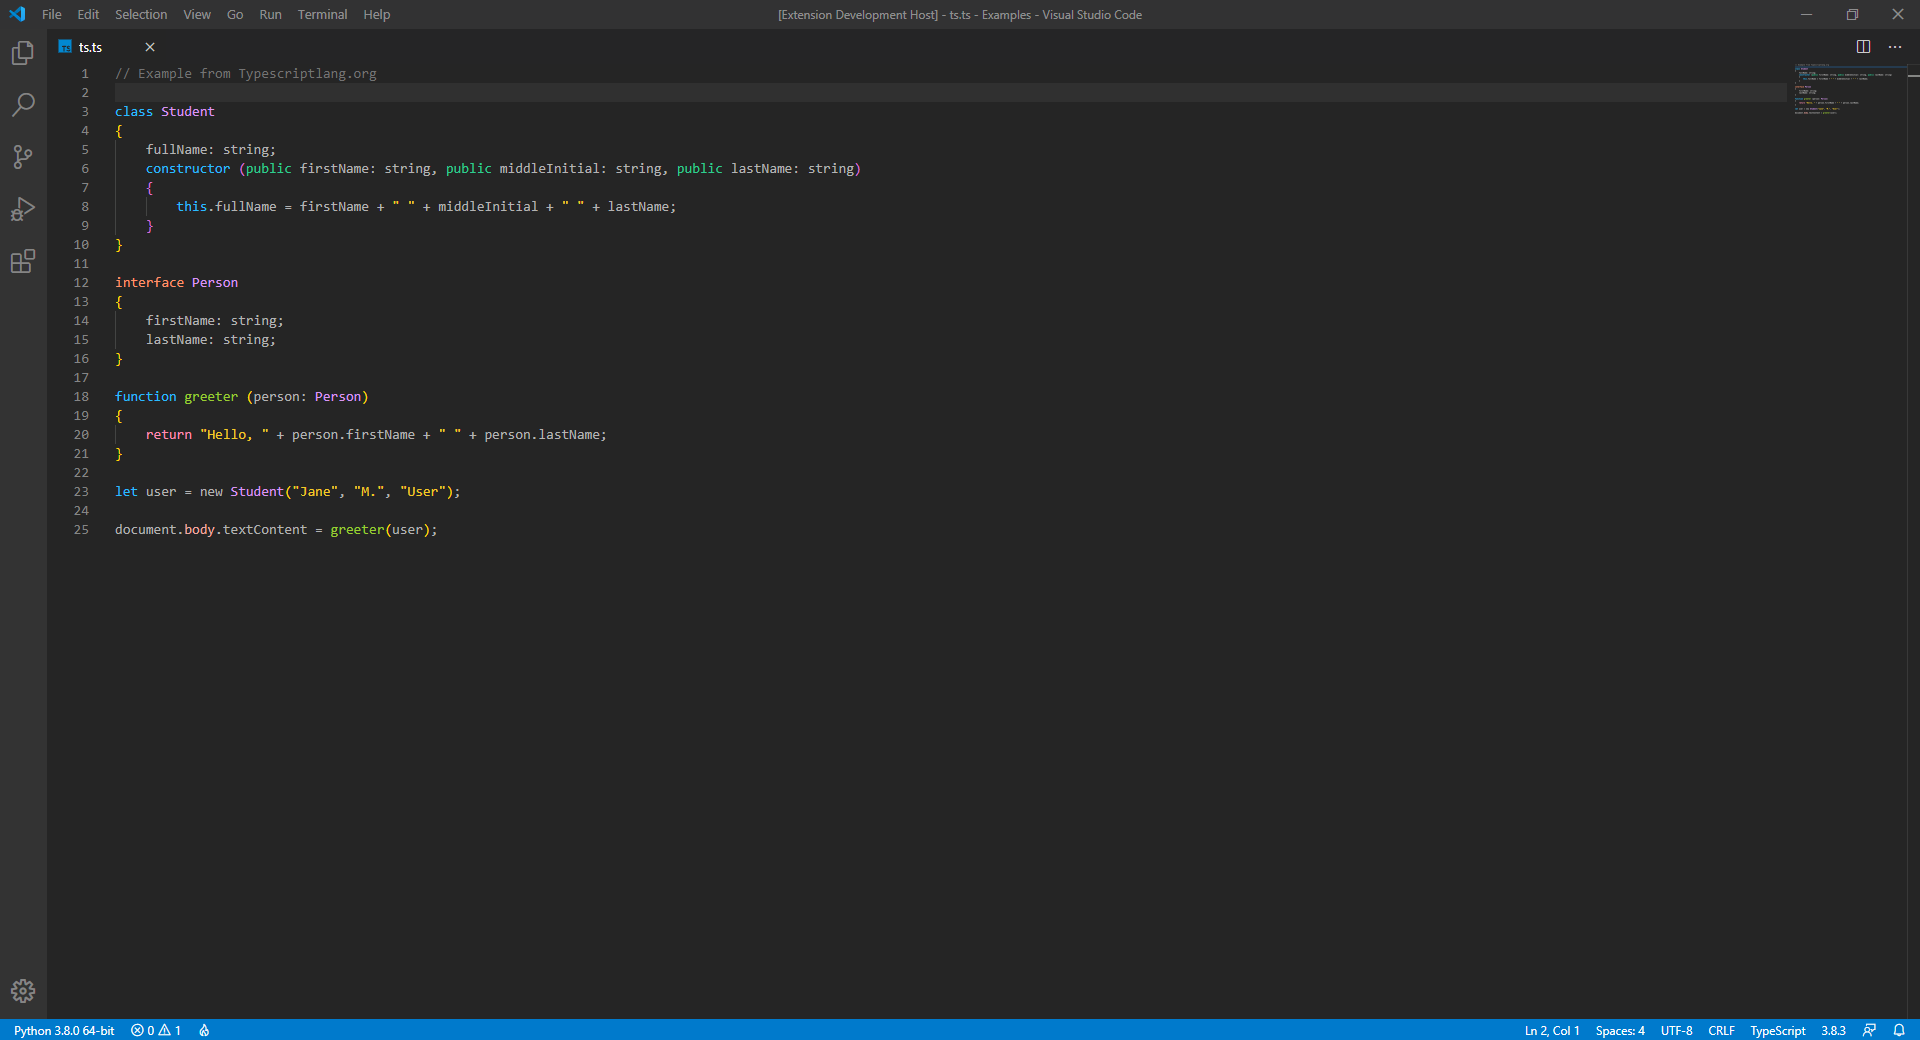 File Edit Selection View Go Run Terminal Help
[Extension Development Host] - ts.ts - Examples - Visual Studio Code
TS ts.ts
1 // Example from Typescriptlang.org
2
3 class Student
4 {
5     fullName: string;
6     constructor (public firstName: string, public middleInitial: string, public lastName: string)
7     {
8         this.fullName = firstName + " " + middleInitial + " " + lastName;
9     }
10 }
11
12 interface Person
13 {
14     firstName: string;
15     lastName: string;
16 }
17
18 function greeter (person: Person)
19 {
20     return "Hello, " + person.firstName + " " + person.lastName;
21 }
22
23 let user = new Student("Jane", "M.", "User");
24
25 document.body.textContent = greeter(user);
Python 3.8.0 64-bit 0 1 Ln 2, Col 1 Spaces: 4 UTF-8 CRLF TypeScript 3.8.3